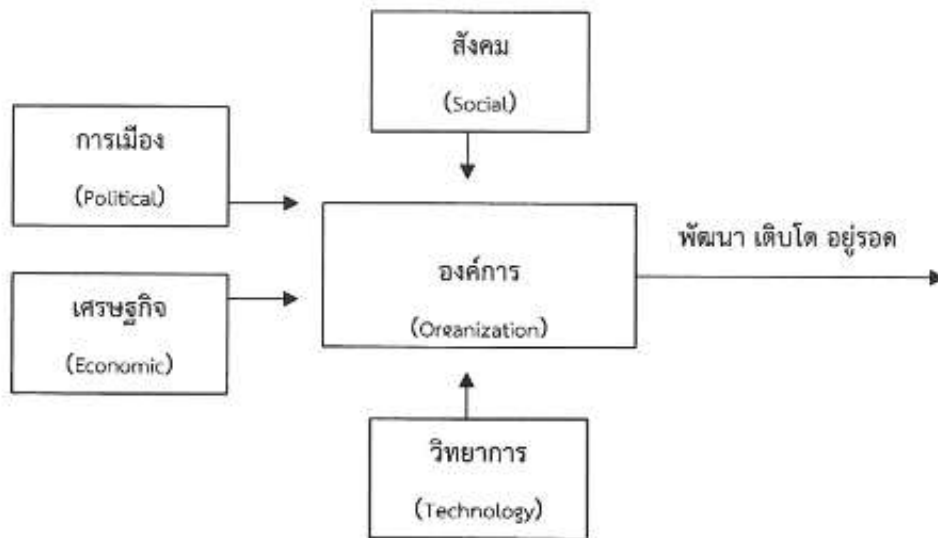 สังคม
(Social)
การเมือง
(Political)
องค์การ
(Organization)
พัฒนา เติบโต อยู่รอด
เศรษฐกิจ
(Economic)
วิทยาการ
(Technology)